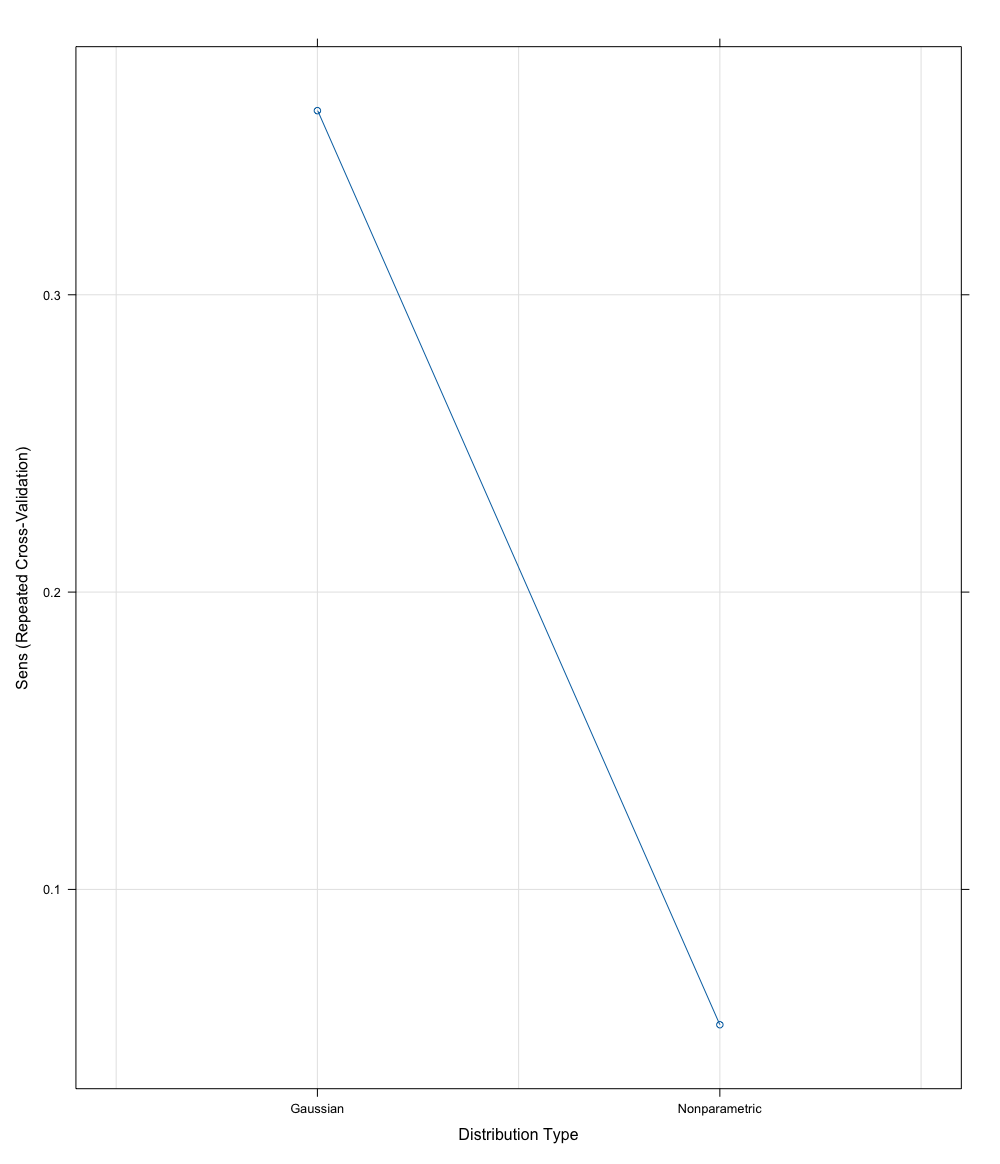 0.3
0.2
0.1
Sens (Repeated Cross-Validation)
Gaussian
Nonparametric
Distribution Type